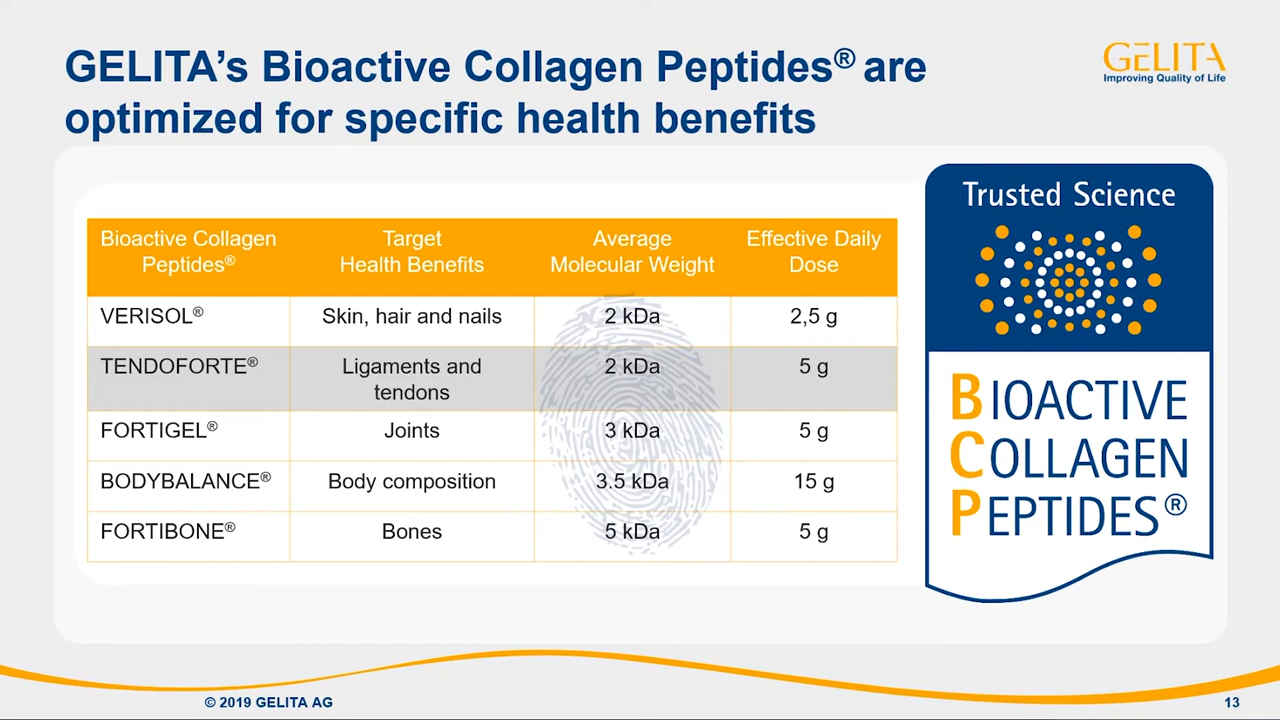 GELITA's Bioactive Collagen Peptides® are
optimized for specific health benefits
GELITA
Improving Quality of Life
Bioactive Collagen Peptides® Target Health Benefits Average Molecular Weight Effective Daily Dose
VERISOL® Skin, hair and nails 2 kDa 2,5 g
TENDOFORTE® Ligaments and tendons 2 kDa 5 g
FORTIGEL® Joints 3 kDa 5 g
BODYBALANCE® Body composition 3.5 kDa 15 g
FORTIBONE® Bones 5 kDa 5 g
Trusted Science
BIOACTIVE
COLLAGEN
PEPTIDES®
© 2019 GELITA AG
13